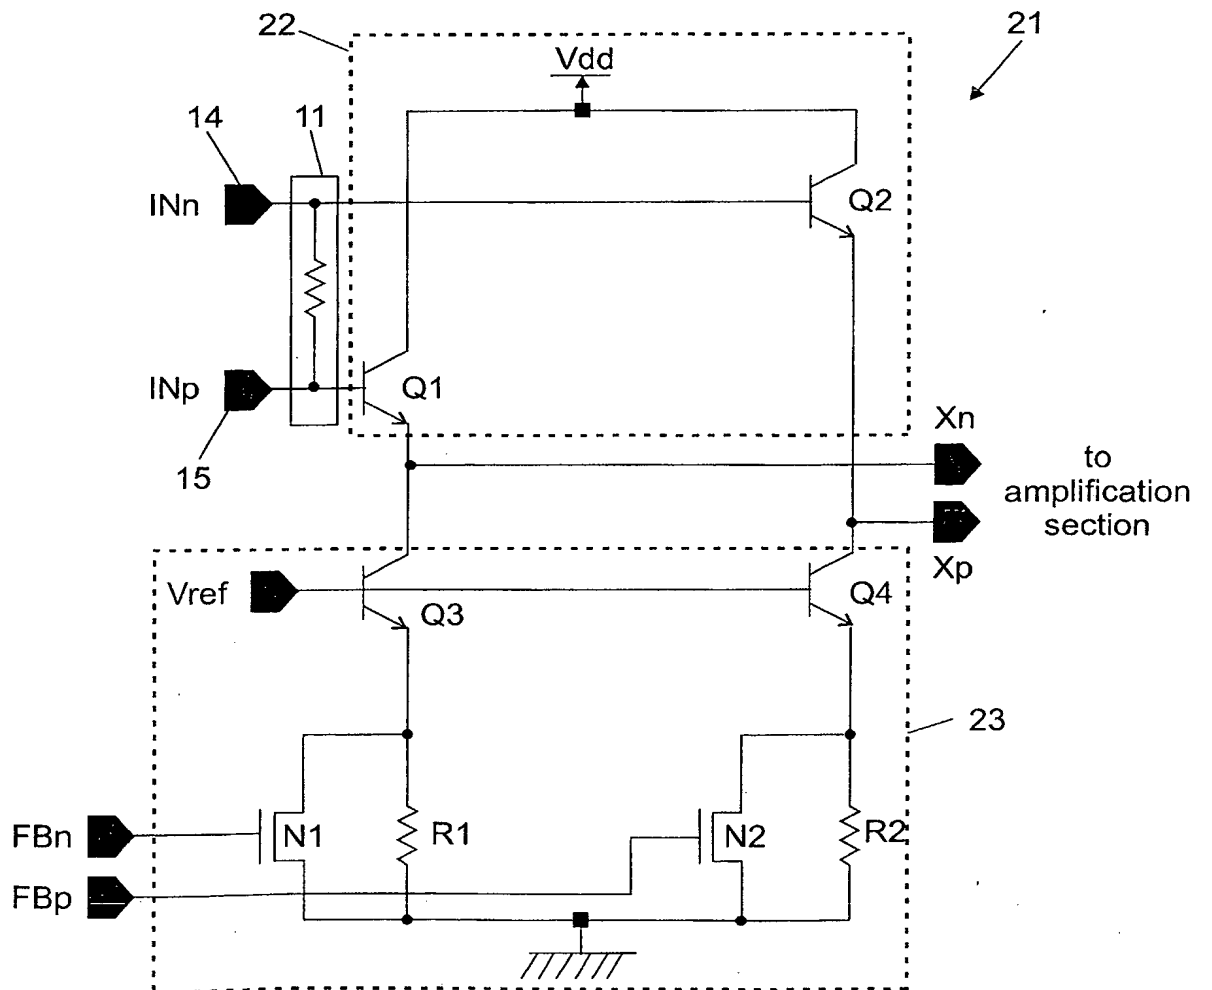 22
21
Vdd
14
11
INn
Q2
INp
Q1
15
Xn
to
amplification
section
Xp
Vref
Q3
Q4
23
FBn
N1
R1
N2
R2
FBp